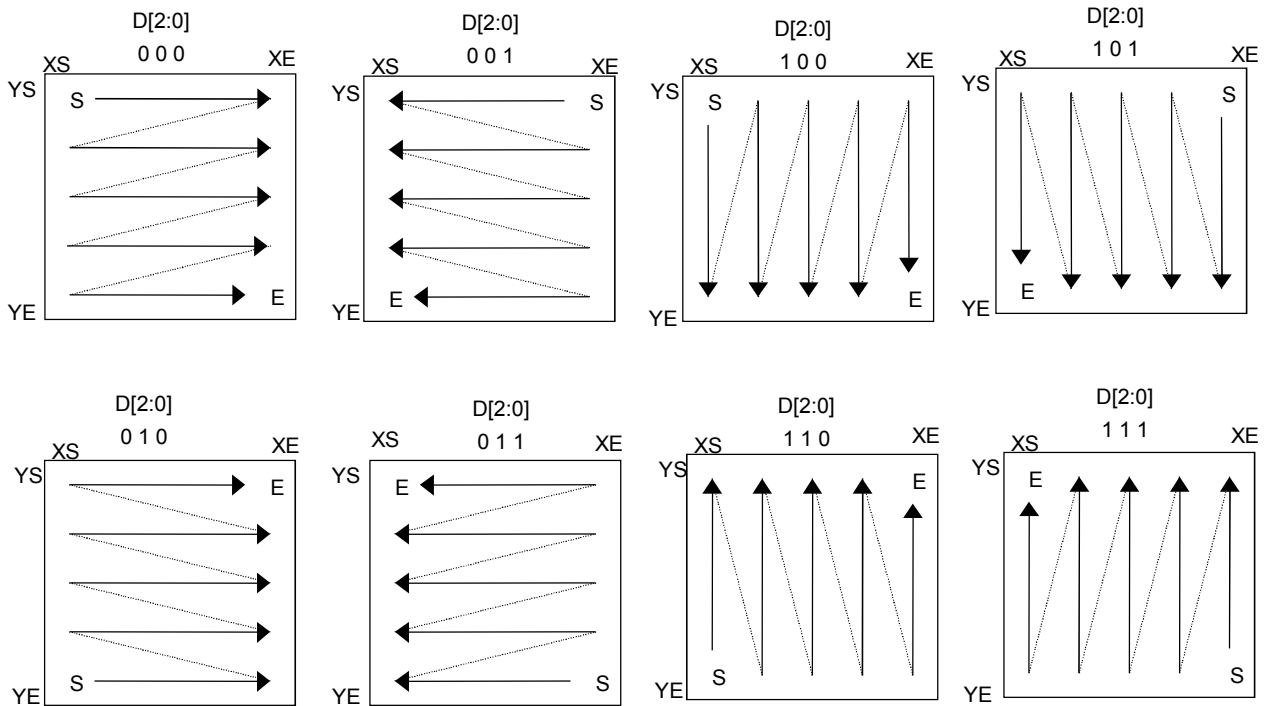 D[2:0]
0 0 0
XS
XE
YS
S
E
YE
D[2:0]
0 0 1
XS
XE
YS
S
E
YE
D[2:0]
1 0 0
XS
XE
YS
S
E
YE
D[2:0]
1 0 1
XS
XE
YS
S
E
YE
D[2:0]
0 1 0
XS
XE
YS
E
S
YE
D[2:0]
0 1 1
XS
XE
YS
E
S
YE
D[2:0]
1 1 0
XS
XE
YS
E
S
YE
D[2:0]
1 1 1
XS
XE
YS
E
S
YE